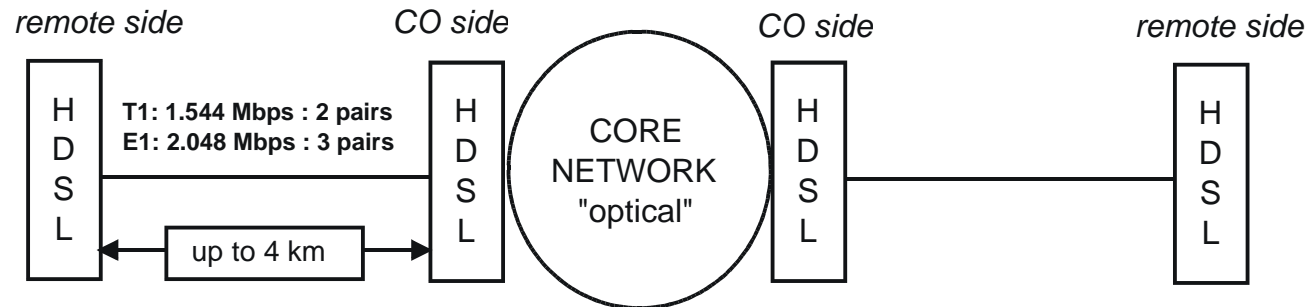 remote side
CO side
CO side
remote side
H
D
S
L
T1: 1.544 Mbps : 2 pairs
E1: 2.048 Mbps : 3 pairs
up to 4 km
H
D
S
L
CORE
NETWORK
"optical"
H
D
S
L
H
D
S
L